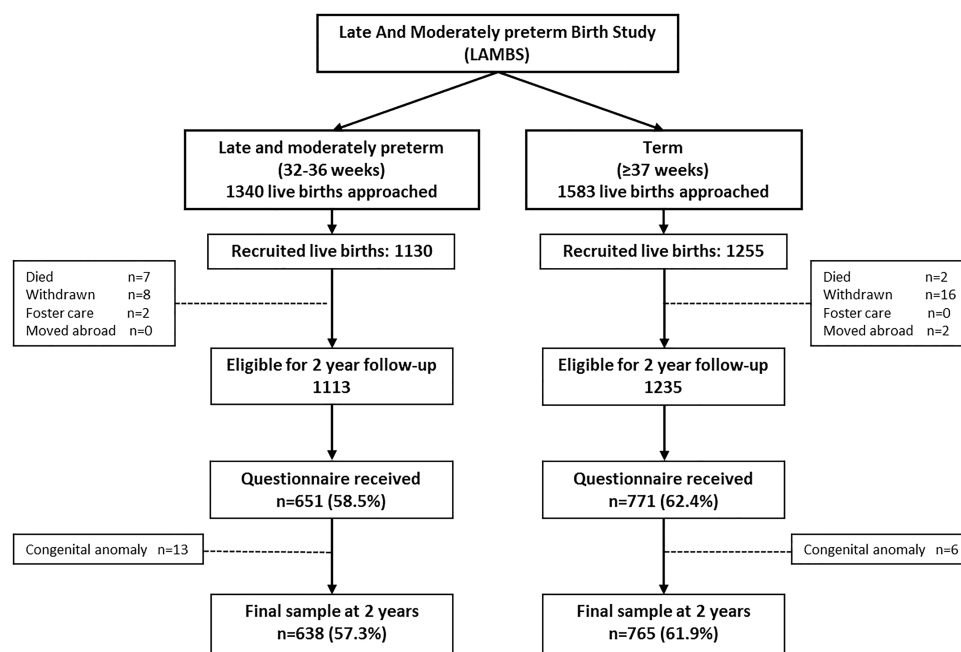 Late And Moderately preterm Birth Study
(LAMBS)
Late and moderately preterm
(32-36 weeks)
1340 live births approached
Term
(≥37 weeks)
1583 live births approached
Recruited live births: 1130
Recruited live births: 1255
Died n=7
Withdrawn n=8
Foster care n=2
Moved abroad n=0
Died n=2
Withdrawn n=16
Foster care n=0
Moved abroad n=2
Eligible for 2 year follow-up
1113
Eligible for 2 year follow-up
1235
Questionnaire received
n=651 (58.5%)
Questionnaire received
n=771 (62.4%)
Congenital anomaly n=13
Congenital anomaly n=6
Final sample at 2 years
n=638 (57.3%)
Final sample at 2 years
n=765 (61.9%)